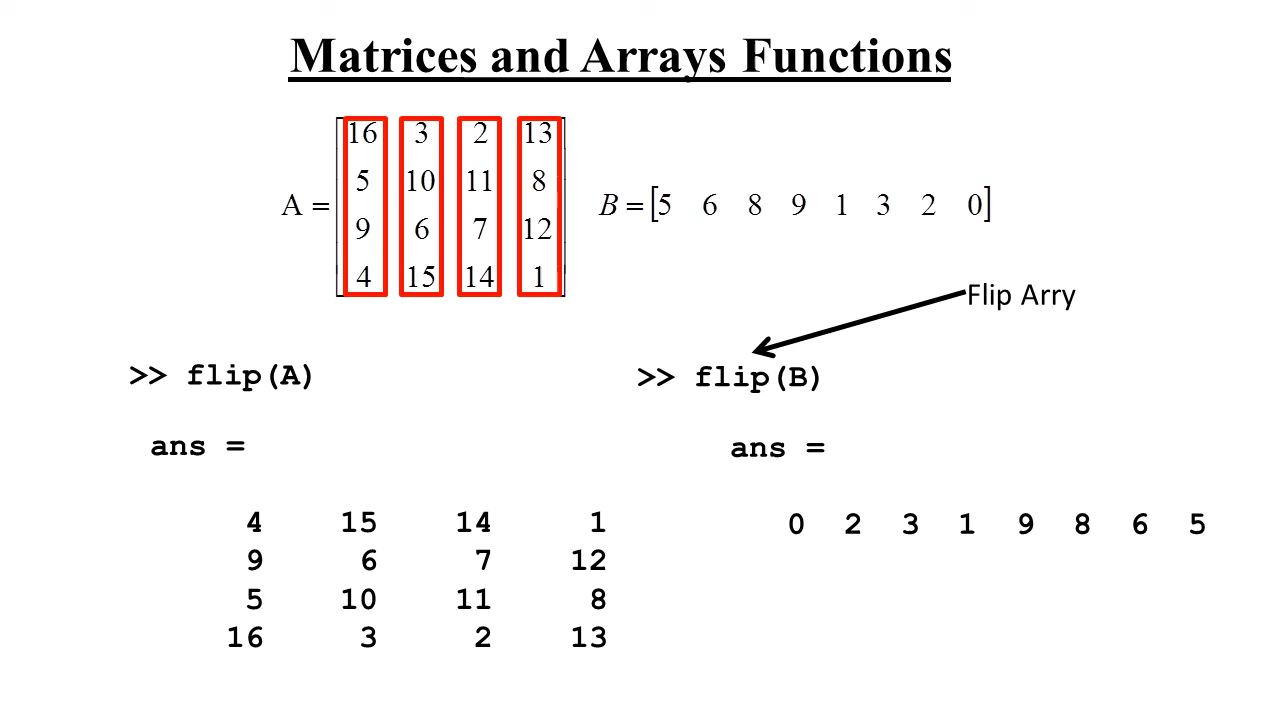 Matrices and Arrays Functions
A = [16 3 2 13
5 10 11 8
9 6 7 12
4 15 14 1]
B = [5 6 8 9 1 3 2 0]
Flip Arry
>> flip(A)
ans =
4 15 14 1
9 6 7 12
5 10 11 8
16 3 2 13
>> flip(B)
ans =
0 2 3 1 9 8 6 5